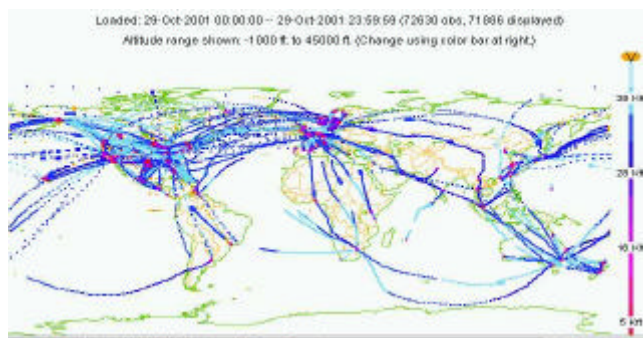 Loaded: 29-Oct-2001 00:00:00 -- 29-Oct-2001 23:59:59 (72630 obs, 71886 displayed)
Altitude range shown: -1000 ft. to 45000 ft. (Change using color bar at right.)